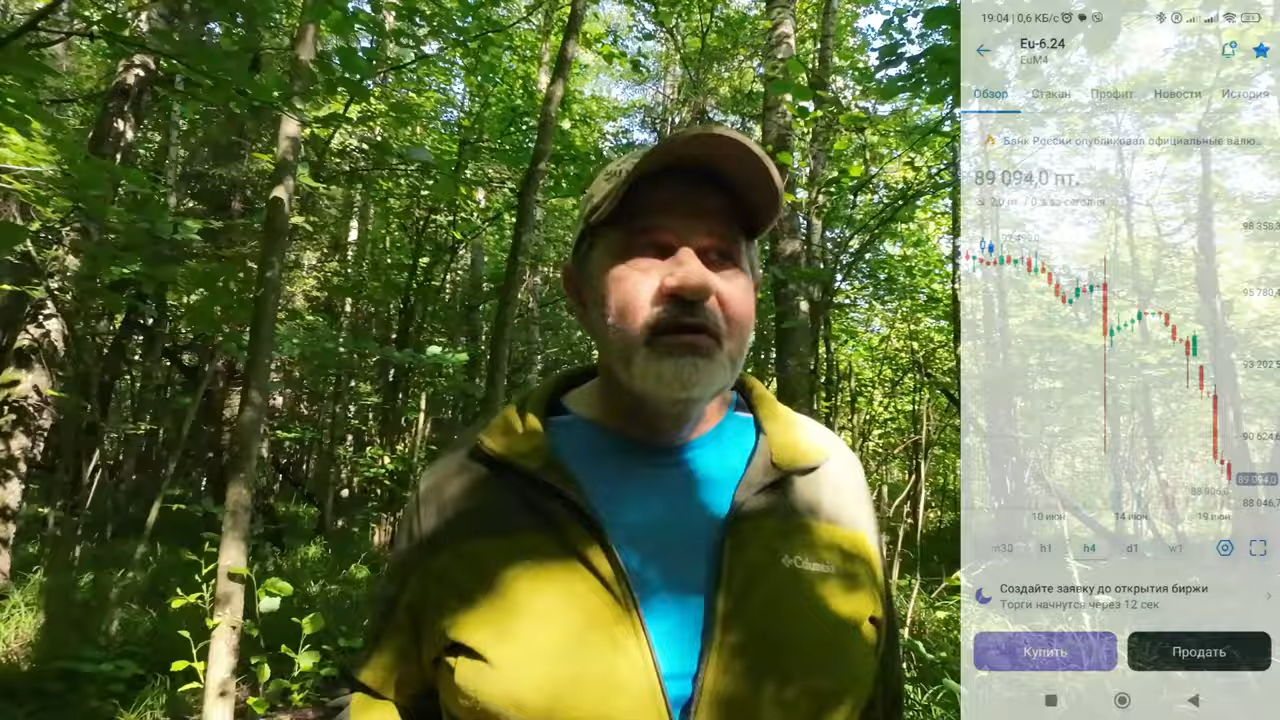 Columbia
19:04 | 0,6 КБ/с
Eu-6.24
EuM4
Обзор Стакан Профит Новости История
Банк России опубликовал официальные валю...
89 094,0 пт.
98 358,
95 780,4
93 202,5
90 624,6
89 094,0
88 906,0
88 046,7
10 июн. 14 июн. 19 июн.
m30 h1 h4 d1 w1
Создайте заявку до открытия биржи
Торги начнутся через 12 сек
Купить Продать